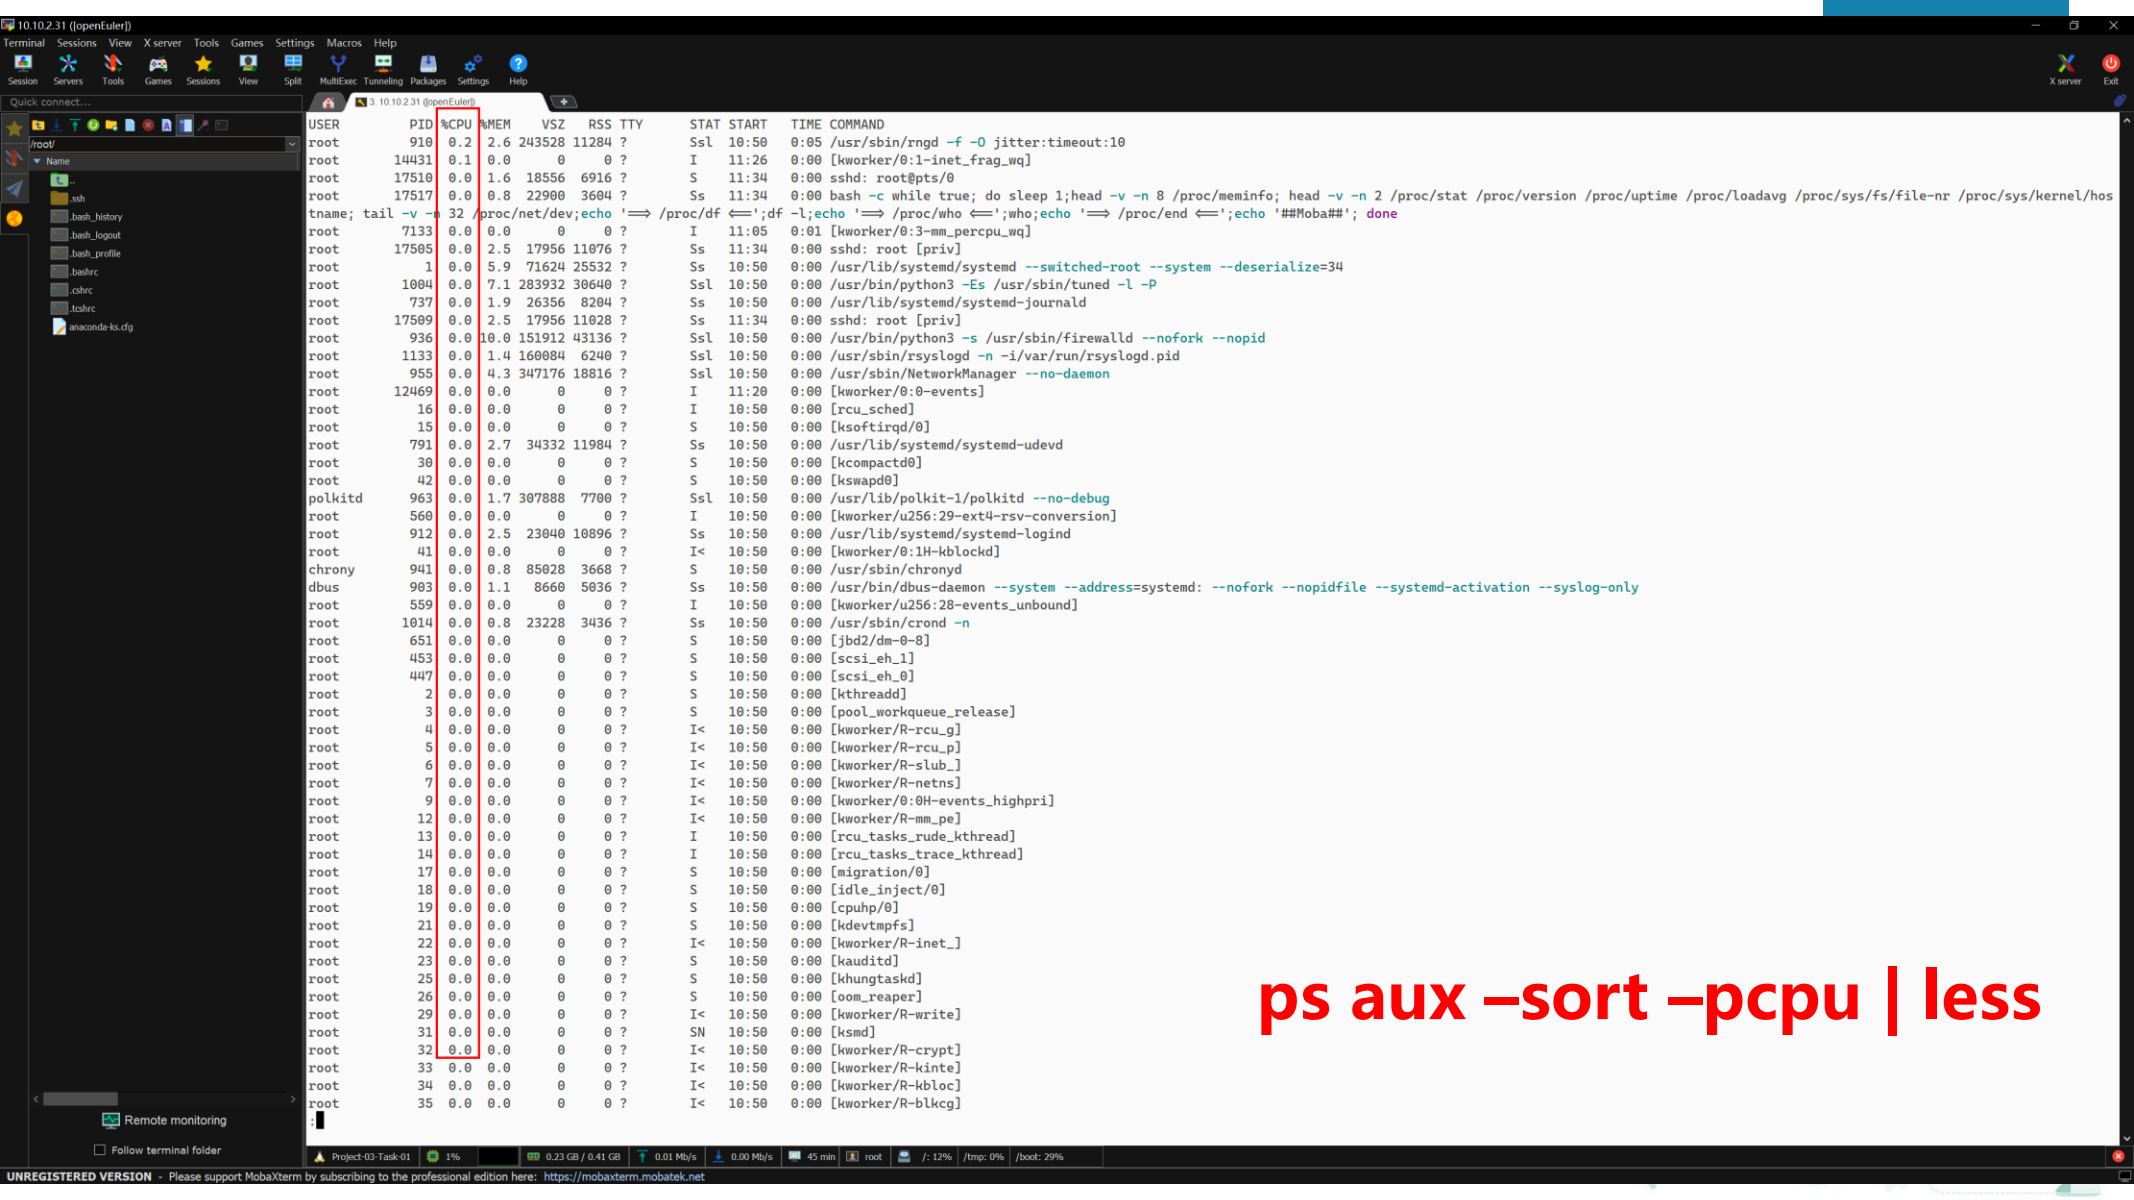 10.10.2.31 ([openEuler])
Terminal Sessions View X server Tools Games Settings Macros Help
Session Servers Tools Games Sessions View Split MultiExec Tunneling Packages Settings Help X server Exit
Quick connect...
3. 10.10.2.31 ([openEuler])
/root/
Name
..
.ssh
.bash_history
.bash_logout
.bash_profile
.bashrc
.cshrc
.tcshrc
anaconda-ks.cfg
USER PID %CPU %MEM VSZ RSS TTY STAT START TIME COMMAND
root 910 0.2 2.6 243528 11284 ? Ssl 10:50 0:05 /usr/sbin/rngd -f -O jitter:timeout:10
root 14431 0.1 0.0 0 0 ? I 11:26 0:00 [kworker/0:1-inet_frag_wq]
root 17510 0.0 1.6 18556 6916 ? S 11:34 0:00 sshd: root@pts/0
root 17517 0.0 0.8 22900 3604 ? Ss 11:34 0:00 bash -c while true; do sleep 1;head -v -n 8 /proc/meminfo; head -v -n 2 /proc/stat /proc/version /proc/uptime /proc/loadavg /proc/sys/fs/file-nr /proc/sys/kernel/hos
tname; tail -v -n 32 /proc/net/dev;echo '==> /proc/df <==';df -l;echo '==> /proc/who <==';who;echo '==> /proc/end <==';echo '##Moba##'; done
root 7133 0.0 0.0 0 0 ? I 11:05 0:01 [kworker/0:3-mm_percpu_wq]
root 17505 0.0 2.5 17956 11076 ? Ss 11:34 0:00 sshd: root [priv]
root 1 0.0 5.9 71624 25532 ? Ss 10:50 0:00 /usr/lib/systemd/systemd --switched-root --system --deserialize=34
root 1004 0.0 7.1 283932 30640 ? Ssl 10:50 0:00 /usr/bin/python3 -Es /usr/sbin/tuned -l -P
root 737 0.0 1.9 26356 8204 ? Ss 10:50 0:00 /usr/lib/systemd/systemd-journald
root 17509 0.0 2.5 17956 11028 ? Ss 11:34 0:00 sshd: root [priv]
root 936 0.0 10.0 151912 43136 ? Ssl 10:50 0:00 /usr/bin/python3 -s /usr/sbin/firewalld --nofork --nopid
root 1133 0.0 1.4 160084 6240 ? Ssl 10:50 0:00 /usr/sbin/rsyslogd -n -i/var/run/rsyslogd.pid
root 955 0.0 4.3 347176 18816 ? Ssl 10:50 0:00 /usr/sbin/NetworkManager --no-daemon
root 12469 0.0 0.0 0 0 ? I 11:20 0:00 [kworker/0:0-events]
root 16 0.0 0.0 0 0 ? I 10:50 0:00 [rcu_sched]
root 15 0.0 0.0 0 0 ? S 10:50 0:00 [ksoftirqd/0]
root 791 0.0 2.7 34332 11984 ? Ss 10:50 0:00 /usr/lib/systemd/systemd-udevd
root 30 0.0 0.0 0 0 ? S 10:50 0:00 [kcompactd0]
root 42 0.0 0.0 0 0 ? S 10:50 0:00 [kswapd0]
polkitd 963 0.0 1.7 307888 7700 ? Ssl 10:50 0:00 /usr/lib/polkit-1/polkitd --no-debug
root 560 0.0 0.0 0 0 ? I 10:50 0:00 [kworker/u256:29-ext4-rsv-conversion]
root 912 0.0 2.5 23040 10896 ? Ss 10:50 0:00 /usr/lib/systemd/systemd-logind
root 41 0.0 0.0 0 0 ? I< 10:50 0:00 [kworker/0:1H-kblockd]
chrony 941 0.0 0.8 85028 3668 ? S 10:50 0:00 /usr/sbin/chronyd
dbus 903 0.0 1.1 8660 5036 ? Ss 10:50 0:00 /usr/bin/dbus-daemon --system --address=systemd: --nofork --nopidfile --systemd-activation --syslog-only
root 559 0.0 0.0 0 0 ? I 10:50 0:00 [kworker/u256:28-events_unbound]
root 1014 0.0 0.8 23228 3436 ? Ss 10:50 0:00 /usr/sbin/crond -n
root 651 0.0 0.0 0 0 ? S 10:50 0:00 [jbd2/dm-0-8]
root 453 0.0 0.0 0 0 ? S 10:50 0:00 [scsi_eh_1]
root 447 0.0 0.0 0 0 ? S 10:50 0:00 [scsi_eh_0]
root 2 0.0 0.0 0 0 ? S 10:50 0:00 [kthreadd]
root 3 0.0 0.0 0 0 ? S 10:50 0:00 [pool_workqueue_release]
root 4 0.0 0.0 0 0 ? I< 10:50 0:00 [kworker/R-rcu_g]
root 5 0.0 0.0 0 0 ? I< 10:50 0:00 [kworker/R-rcu_p]
root 6 0.0 0.0 0 0 ? I< 10:50 0:00 [kworker/R-slub_]
root 7 0.0 0.0 0 0 ? I< 10:50 0:00 [kworker/R-netns]
root 9 0.0 0.0 0 0 ? I< 10:50 0:00 [kworker/0:0H-events_highpri]
root 12 0.0 0.0 0 0 ? I< 10:50 0:00 [kworker/R-mm_pe]
root 13 0.0 0.0 0 0 ? I 10:50 0:00 [rcu_tasks_rude_kthread]
root 14 0.0 0.0 0 0 ? I 10:50 0:00 [rcu_tasks_trace_kthread]
root 17 0.0 0.0 0 0 ? S 10:50 0:00 [migration/0]
root 18 0.0 0.0 0 0 ? S 10:50 0:00 [idle_inject/0]
root 19 0.0 0.0 0 0 ? S 10:50 0:00 [cpuhp/0]
root 21 0.0 0.0 0 0 ? S 10:50 0:00 [kdevtmpfs]
root 22 0.0 0.0 0 0 ? I< 10:50 0:00 [kworker/R-inet_]
root 23 0.0 0.0 0 0 ? S 10:50 0:00 [kauditd]
root 25 0.0 0.0 0 0 ? S 10:50 0:00 [khungtaskd]
root 26 0.0 0.0 0 0 ? S 10:50 0:00 [oom_reaper]
root 29 0.0 0.0 0 0 ? I< 10:50 0:00 [kworker/R-write]
root 31 0.0 0.0 0 0 ? SN 10:50 0:00 [ksmd]
root 32 0.0 0.0 0 0 ? I< 10:50 0:00 [kworker/R-crypt]
root 33 0.0 0.0 0 0 ? I< 10:50 0:00 [kworker/R-kinte]
root 34 0.0 0.0 0 0 ? I< 10:50 0:00 [kworker/R-kbloc]
root 35 0.0 0.0 0 0 ? I< 10:50 0:00 [kworker/R-blkcg]
:
ps aux –sort –pcpu | less
Remote monitoring
Follow terminal folder
Project-03-Task-01 1% 0.23 GB / 0.41 GB 0.01 Mb/s 0.00 Mb/s 45 min root /: 12% /tmp: 0% /boot: 29%
UNREGISTERED VERSION - Please support MobaXterm by subscribing to the professional edition here: https://mobaxterm.mobatek.net